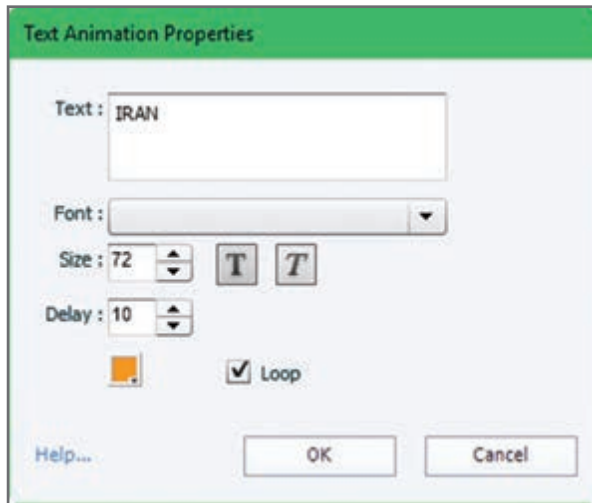 Text Animation Properties
Text : IRAN
Font :
Size : 72 T T
Delay : 10
Loop
Help... OK Cancel